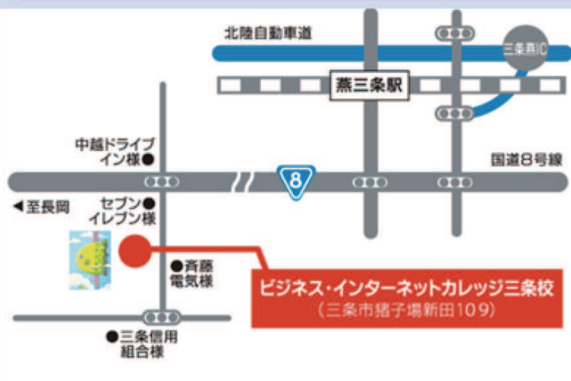 北陸自動車道
三条燕IC
燕三条駅
中越ドライブ
イン様●
国道8号線
8
◀至長岡
セブン●
イレブン様
●斉藤
電気様
ビジネス・インターネットカレッジ三条校
(三条市猪子場新田109)
●三条信用
組合様